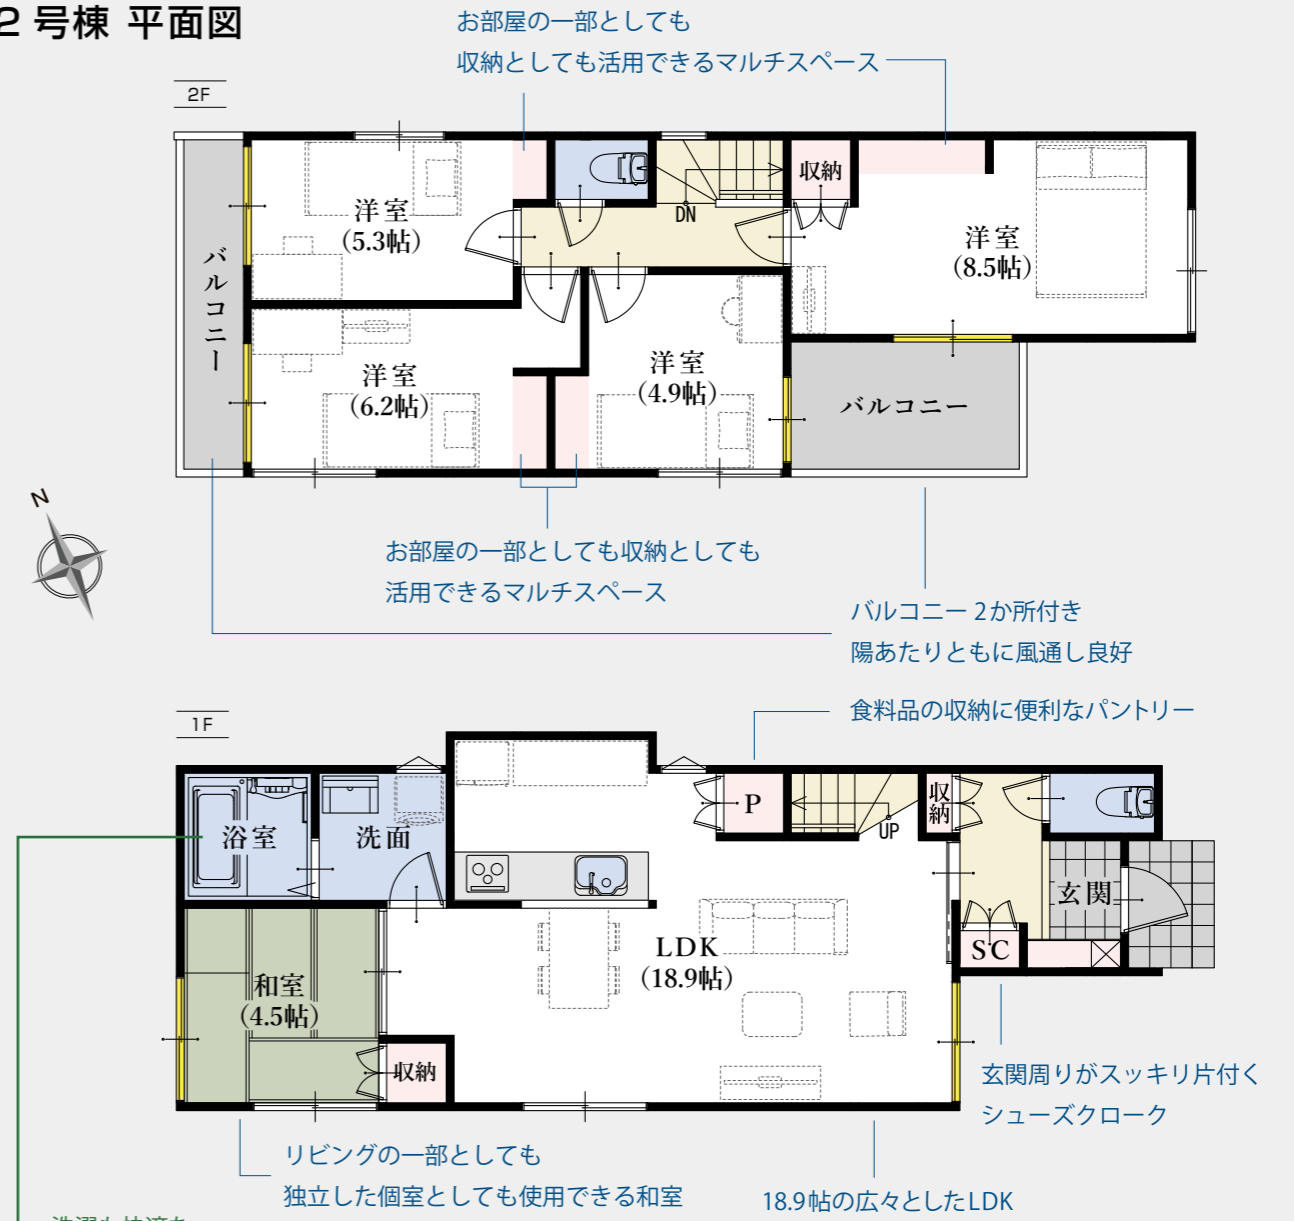 2 号棟 平面図
お部屋の一部としても
収納としても活用できるマルチスペース
2F
洋室
(5.3帖)
DN
収納
洋室
(8.5帖)
バルコニー
洋室
(6.2帖)
洋室
(4.9帖)
バルコニー
N
お部屋の一部としても収納としても
活用できるマルチスペース
バルコニー 2か所付き
陽あたりともに風通し良好
1F
食料品の収納に便利なパントリー
浴室
洗面
P
UP
収納
玄関
SC
LDK
(18.9帖)
和室
(4.5帖)
収納
玄関周りがスッキリ片付く
シューズクローク
リビングの一部としても
独立した個室としても使用できる和室
18.9帖の広々としたLDK